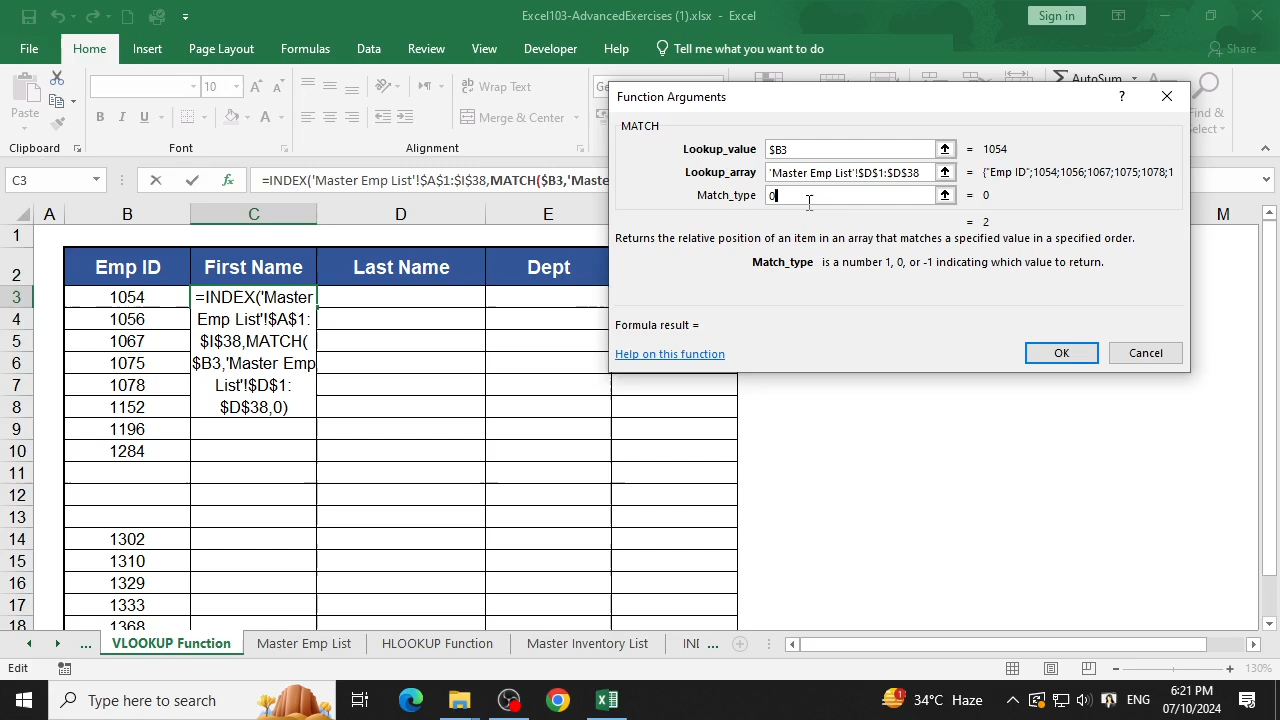 Excel103-AdvancedExercises (1).xlsx - Excel
Sign in
File Home Insert Page Layout Formulas Data Review View Developer Help Tell me what you want to do Share
10 Wrap Text Ge AutoSum
Paste Merge & Center Find & Select
Clipboard Font Alignment
C3 =INDEX('Master Emp List'!$A$1:$I$38,MATCH($B3,'Maste
Function Arguments ?
MATCH
Lookup_value $B3 = 1054
Lookup_array 'Master Emp List'!$D$1:$D$38 = {"Emp ID";1054;1056;1067;1075;1078;1
Match_type 0 = 0
= 2
Returns the relative position of an item in an array that matches a specified value in a specified order.
Match_type is a number 1, 0, or -1 indicating which value to return.
Formula result =
Help on this function OK Cancel
A B C D E M
1
2 Emp ID First Name Last Name Dept
3 1054 =INDEX('Master
4 1056 Emp List'!$A$1:
5 1067 $I$38,MATCH(
6 1075 $B3,'Master Emp
7 1078 List'!$D$1:
8 1152 $D$38,0)
9 1196
10 1284
11
12
13
14 1302
15 1310
16 1329
17 1333
18 1368
... VLOOKUP Function Master Emp List HLOOKUP Function Master Inventory List INI ...
Edit 130%
Type here to search 1 34°C Haze ENG 6:21 PM
07/10/2024